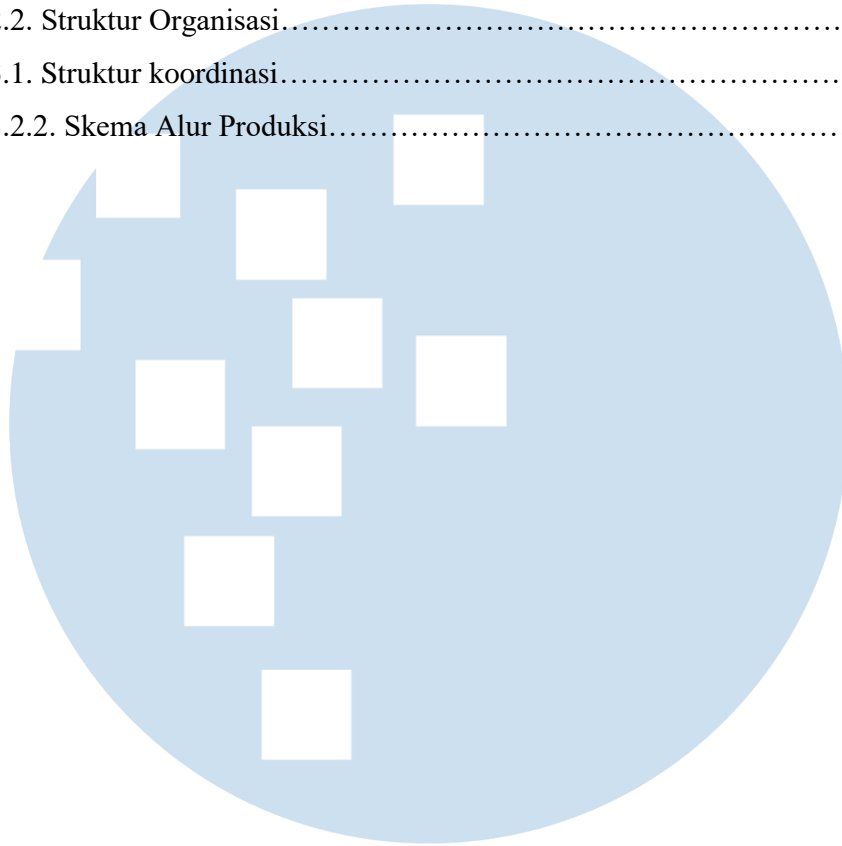 .2. Struktur Organisasi……………………………………………………
.1. Struktur koordinasi……………………………………………………
.2.2. Skema Alur Produksi………………………………………………